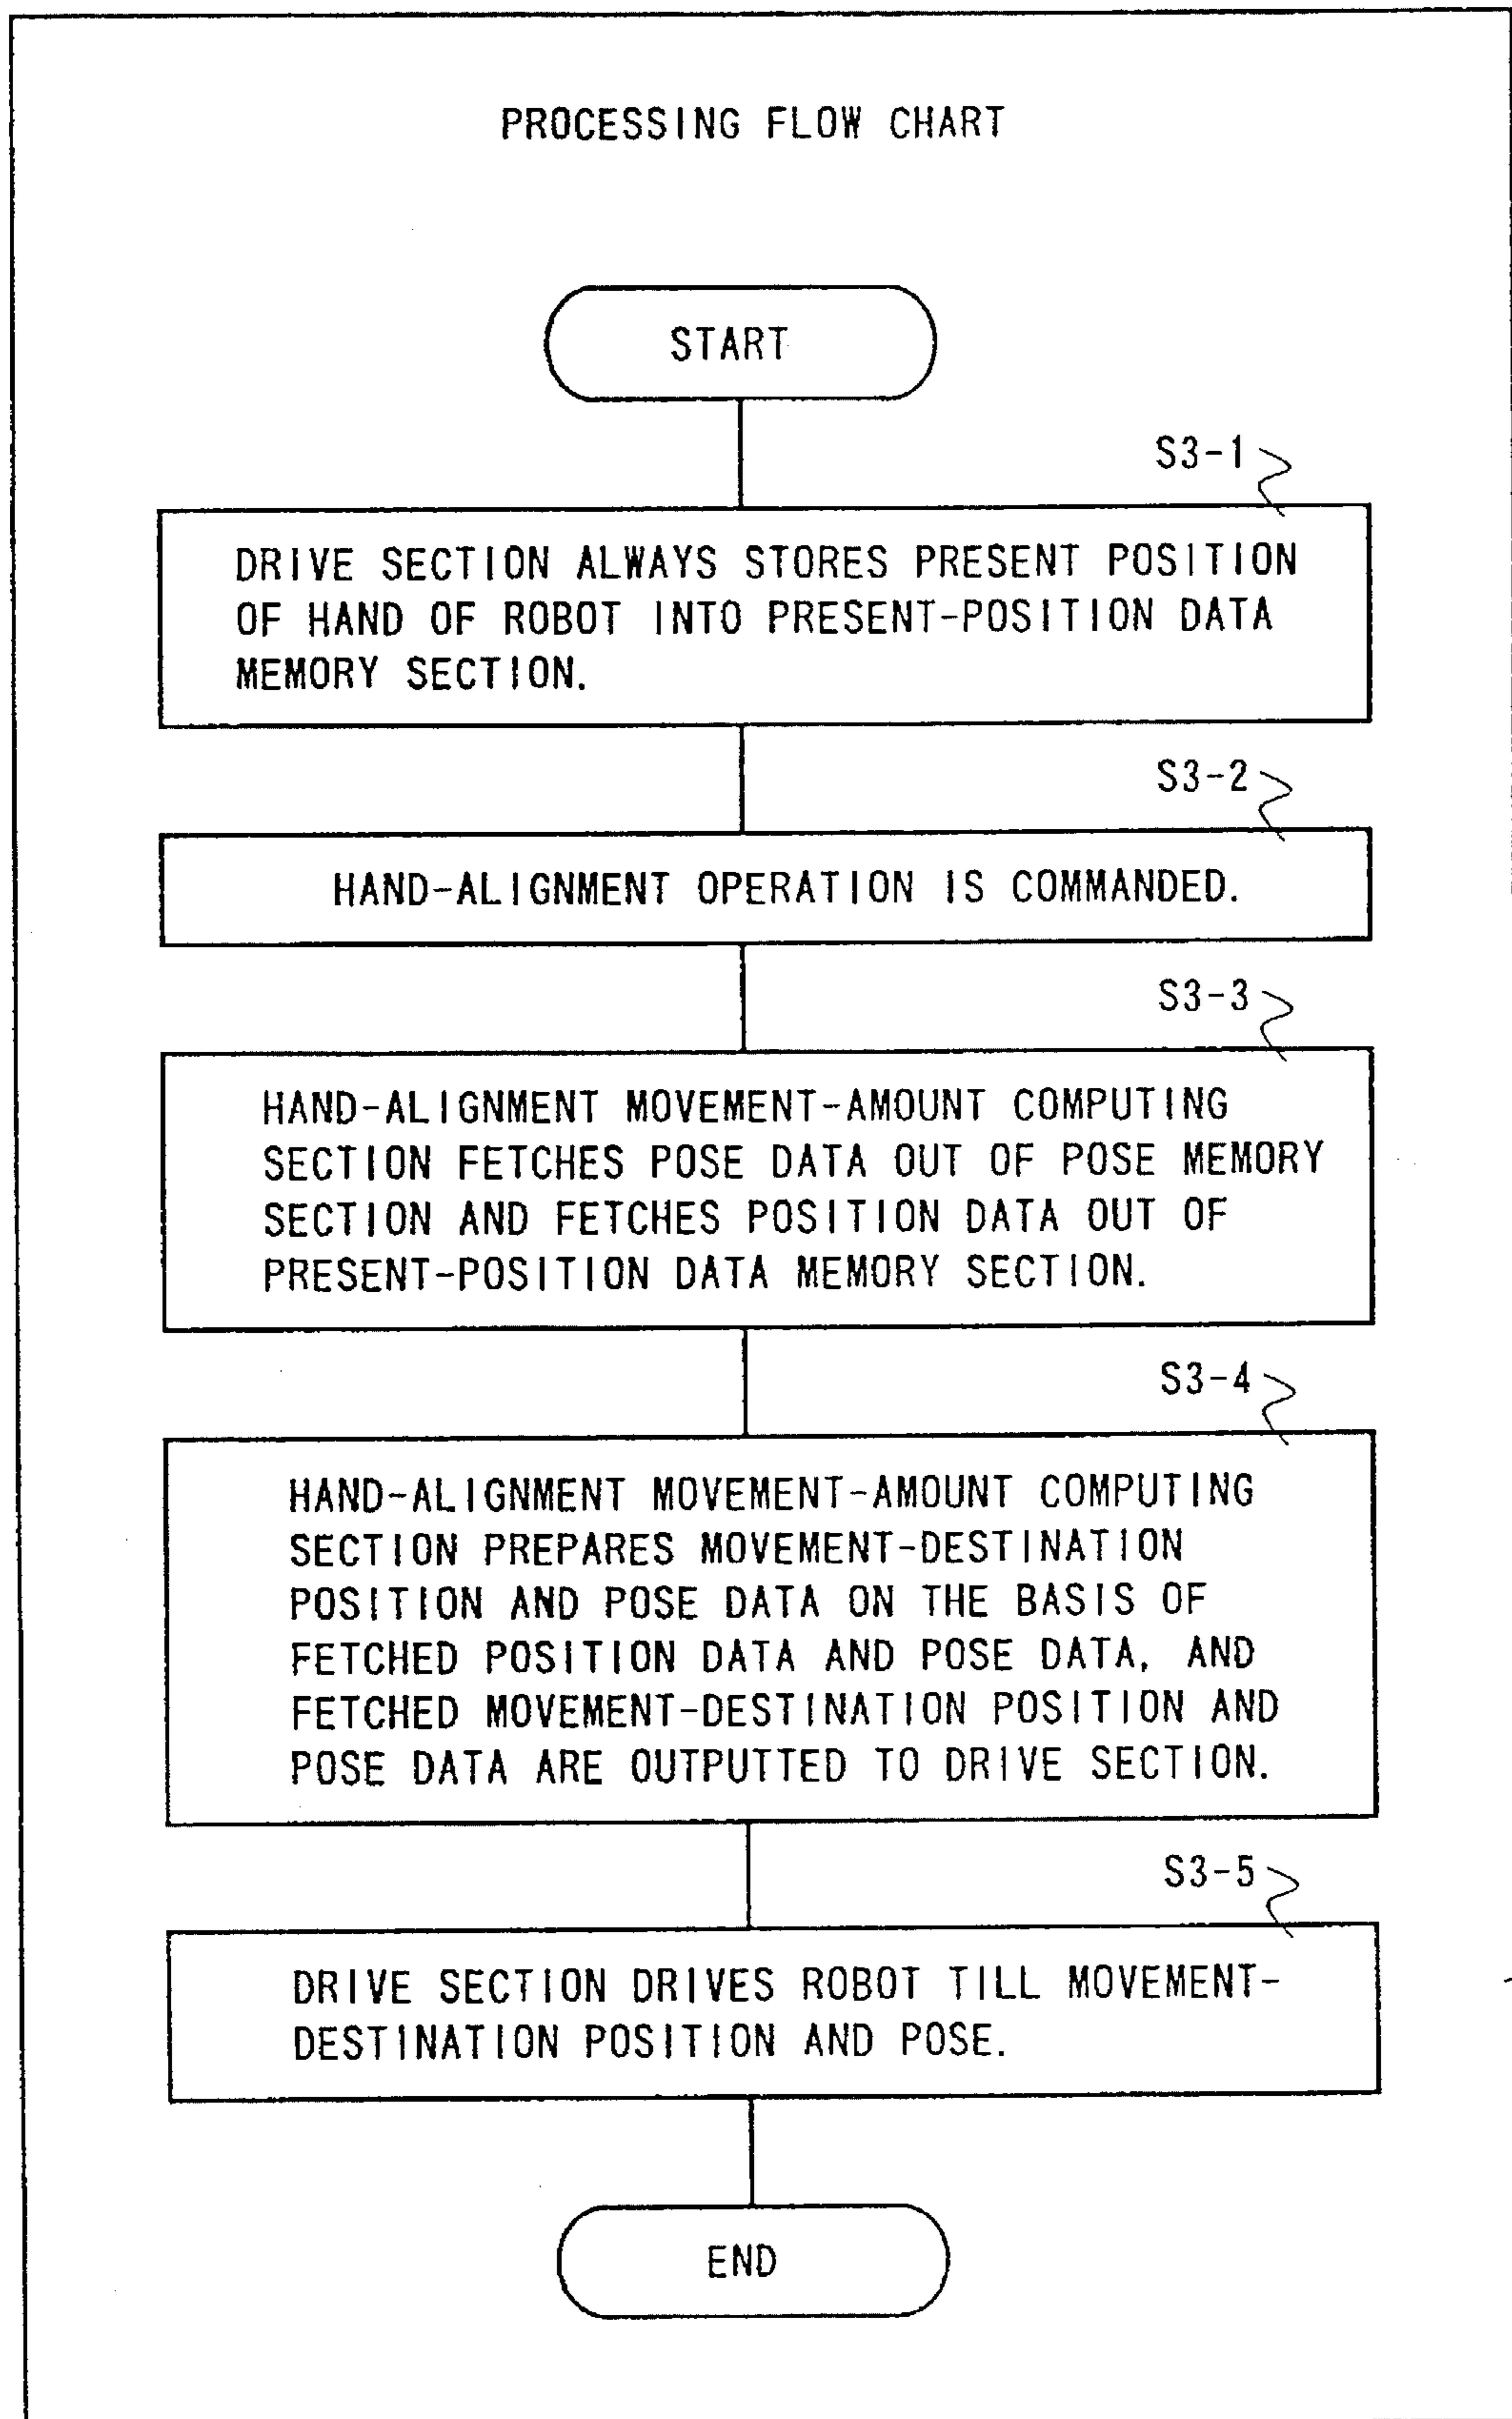 PROCESSING FLOW CHART
START
S3-1
DRIVE SECTION ALWAYS STORES PRESENT POSITION
OF HAND OF ROBOT INTO PRESENT-POSITION DATA
MEMORY SECTION.
S3-2
HAND-ALIGNMENT OPERATION IS COMMANDED.
S3-3
HAND-ALIGNMENT MOVEMENT-AMOUNT COMPUTING
SECTION FETCHES POSE DATA OUT OF POSE MEMORY
SECTION AND FETCHES POSITION DATA OUT OF
PRESENT-POSITION DATA MEMORY SECTION.
S3-4
HAND-ALIGNMENT MOVEMENT-AMOUNT COMPUTING
SECTION PREPARES MOVEMENT-DESTINATION
POSITION AND POSE DATA ON THE BASIS OF
FETCHED POSITION DATA AND POSE DATA, AND
FETCHED MOVEMENT-DESTINATION POSITION AND
POSE DATA ARE OUTPUTTED TO DRIVE SECTION.
S3-5
DRIVE SECTION DRIVES ROBOT TILL MOVEMENT-
DESTINATION POSITION AND POSE.
END